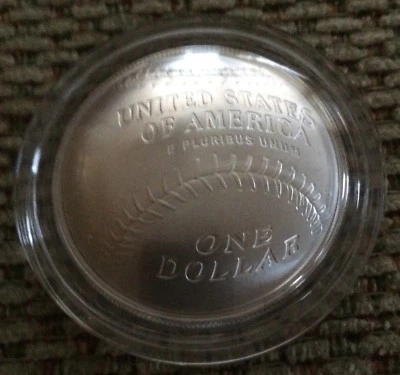 UNITED STATES
OF AMERICA
E PLURIBUS UNUM
ONE
DOLLAR